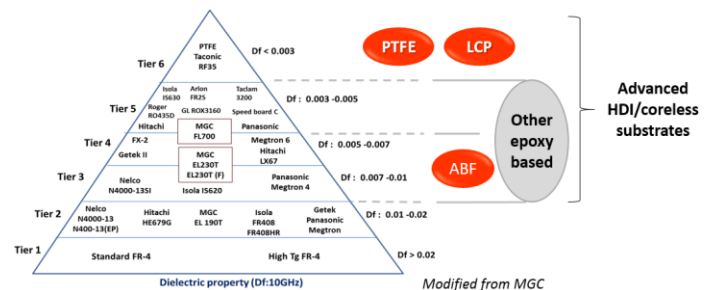 PTFE
Taconic
RF35
Tier 6
Df < 0.003
PTFE
LCP
Isola
IS630
Arlon
FR25
Taclam
3200
Tier 5
Df : 0.003 -0.005
Roger
RO435D
GL ROX3160
Speed board C
Hitachi
MGC
FL700
Panasonic
Tier 4
FX-2
Getek II
MGC
EL230T
EL230T (F)
Megtron 6
Hitachi
LX67
Df : 0.005 -0.007
Tier 3
Nelco
N4000-13SI
Isola IS620
Panasonic
Megtron 4
Df : 0.007 -0.01
ABF
Other
epoxy
based
Advanced
HDI/coreless
substrates
Tier 2
Nelco
N4000-13
N400-13(EP)
Hitachi
HE679G
MGC
EL 190T
Isola
FR408
FR408HR
Getek
Panasonic
Megtron
Df : 0.01 -0.02
Tier 1
Standard FR-4
High Tg FR-4
Df > 0.02
Dielectric property (Df:10GHz)
Modified from MGC